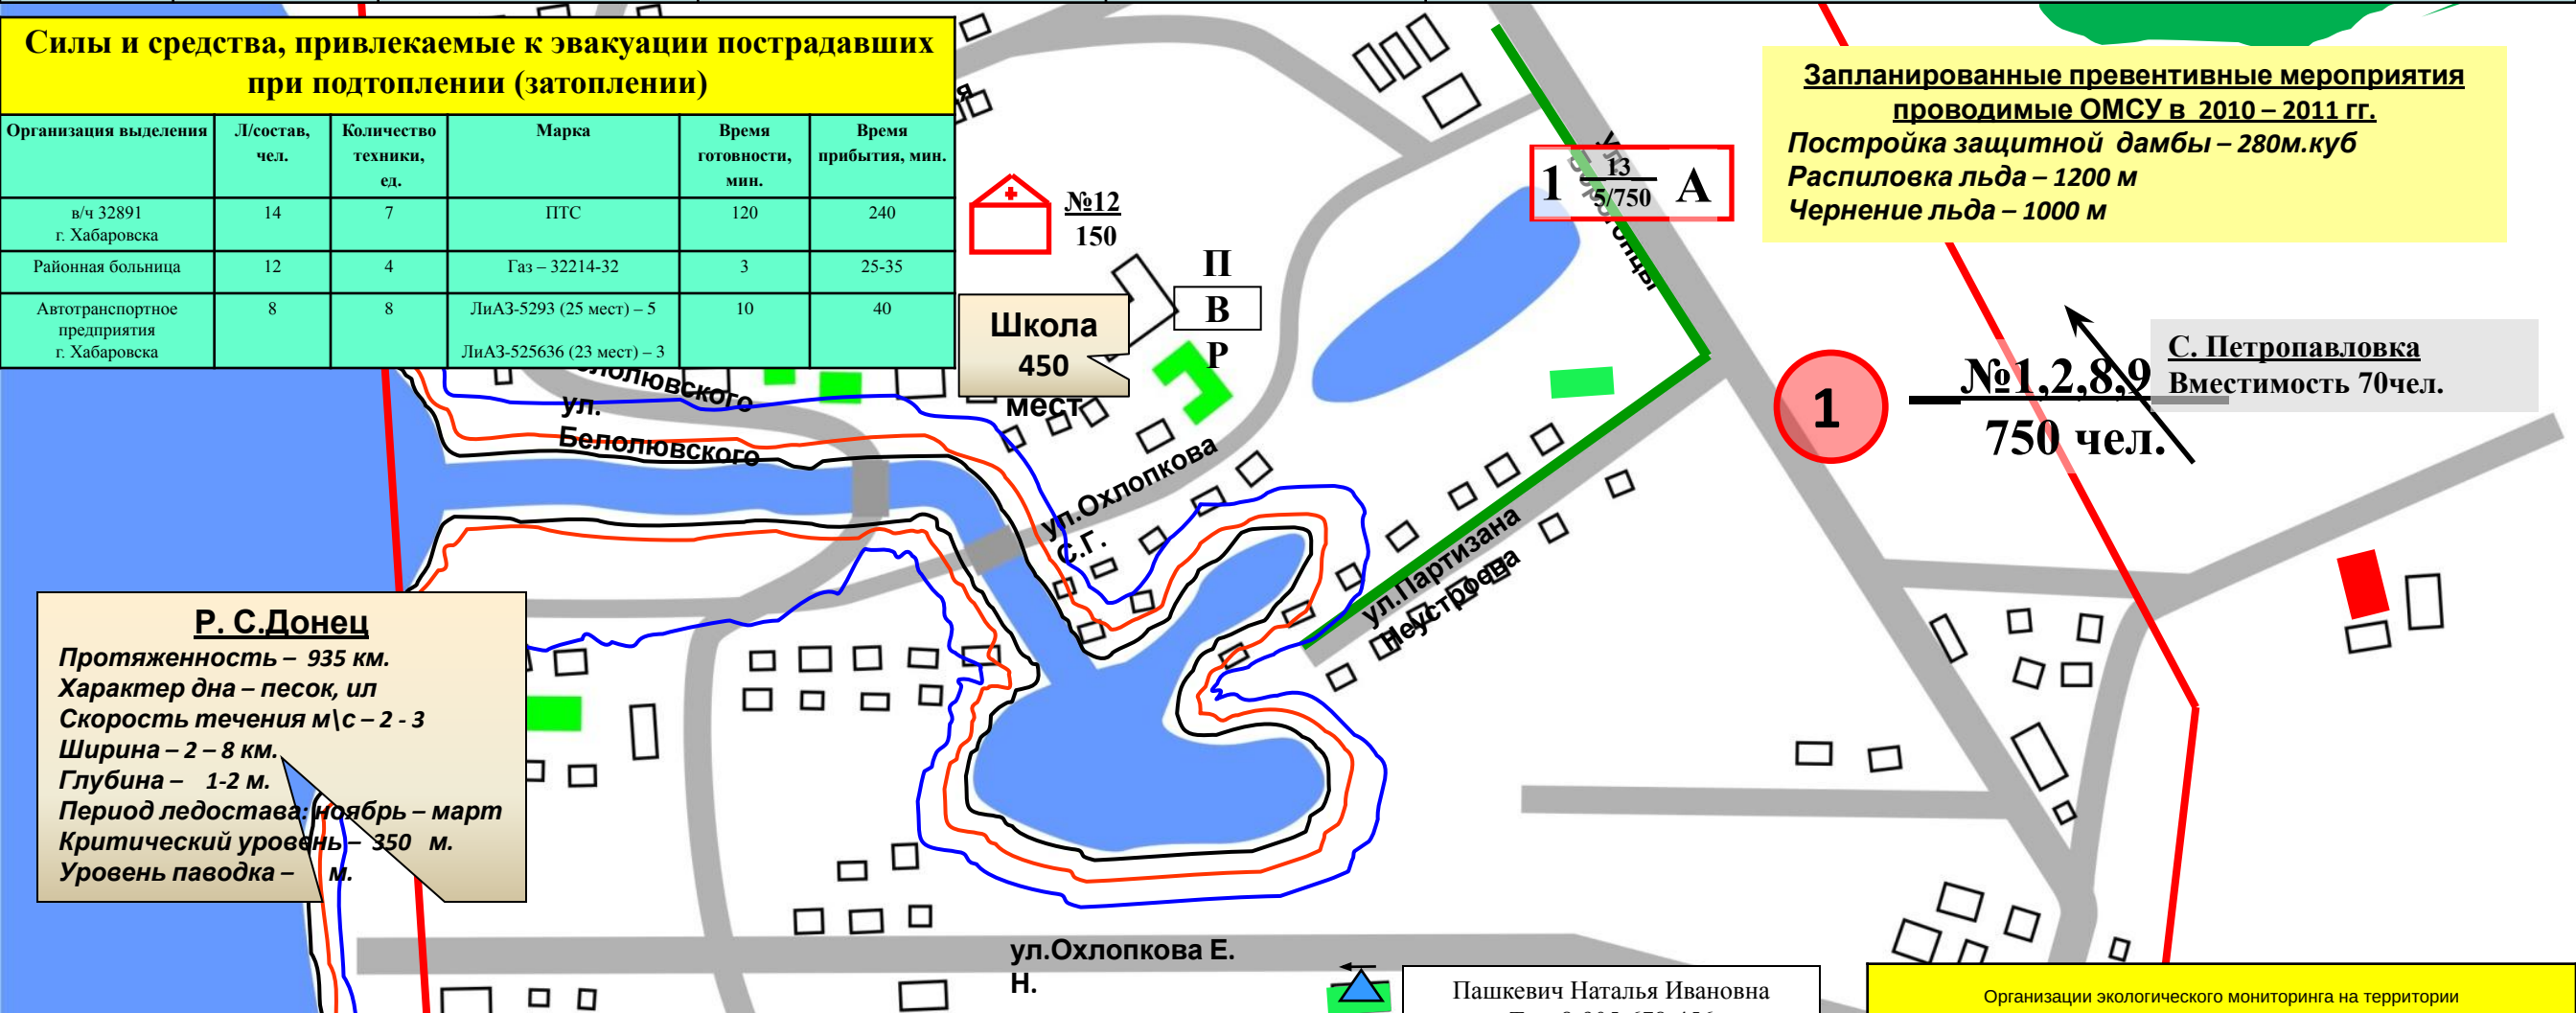 Силы и средства, привлекаемые к эвакуации пострадавших
при подтоплении (затоплении)
Организация выделения
Л/состав,
чел.
Количество
техники,
ед.
Марка
Время
готовности,
мин.
Время
прибытия, мин.
в/ч 32891
г. Хабаровска
14
7
ПТС
120
240
Районная больница
12
4
Газ – 32214-32
3
25-35
Автотранспортное
предприятия
г. Хабаровска
8
8
ЛиАЗ-5293 (25 мест) – 5
ЛиАЗ-525636 (23 мест) – 3
10
40
№12
150
Школа
450
мест
П
В
Р
1 13 А
5/750
Запланированные превентивные мероприятия
проводимые ОМСУ в 2010 – 2011 гг.
Постройка защитной дамбы – 280м.куб
Распиловка льда – 1200 м
Чернение льда – 1000 м
1
№1,2,8,9
750 чел.
С. Петропавловка
Вместимость 70чел.
ул.
Белолювского
ул.Охлопкова
С.Г.
ул.Партизана
Неустроева
Р. С.Донец
Протяженность – 935 км.
Характер дна – песок, ил
Скорость течения м\с – 2 - 3
Ширина – 2 – 8 км.
Глубина – 1-2 м.
Период ледостава: ноябрь – март
Критический уровень – 350 м.
Уровень паводка – м.
ул.Охлопкова Е.
Н.
Пашкевич Наталья Ивановна
Организации экологического мониторинга на территории